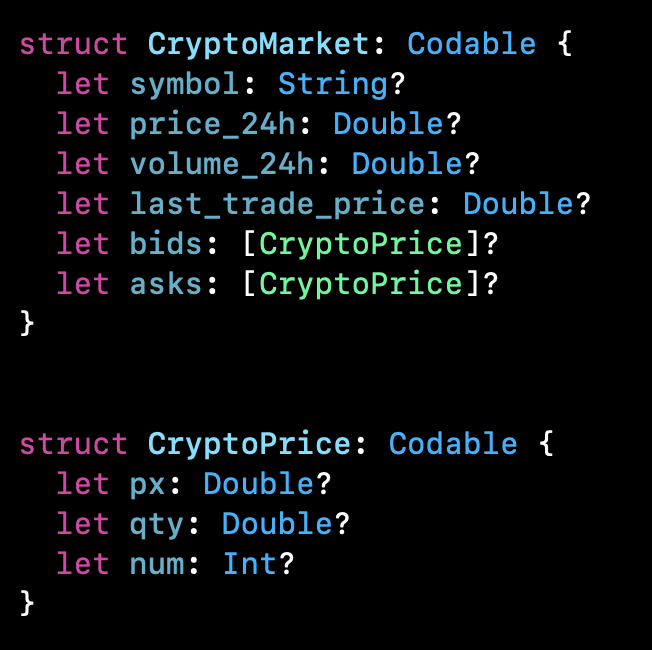 struct CryptoMarket: Codable {
  let symbol: String?
  let price_24h: Double?
  let volume_24h: Double?
  let last_trade_price: Double?
  let bids: [CryptoPrice]?
  let asks: [CryptoPrice]?
}
struct CryptoPrice: Codable {
  let px: Double?
  let qty: Double?
  let num: Int?
}